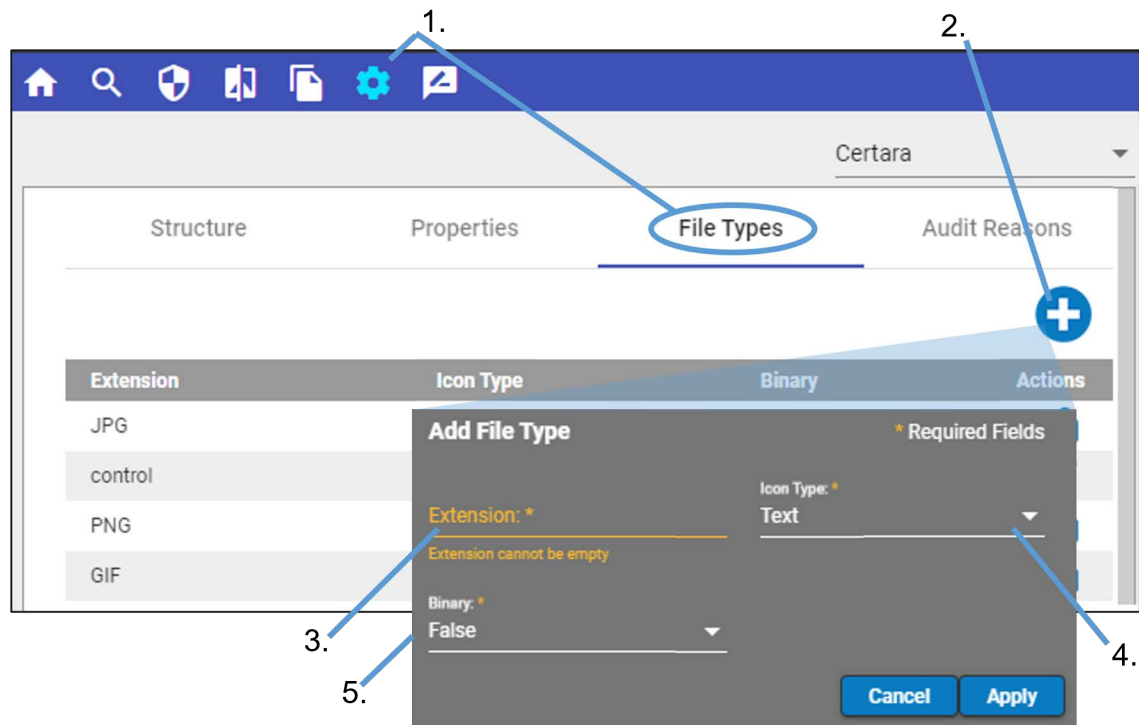 1.
2.
Certara
Structure Properties File Types Audit Reasons
Extension Icon Type Binary Actions
JPG
control
PNG
GIF
Add File Type * Required Fields
Icon Type: *
Extension: * Text
Extension cannot be empty
Binary: *
False
3.
4.
5.
Cancel Apply